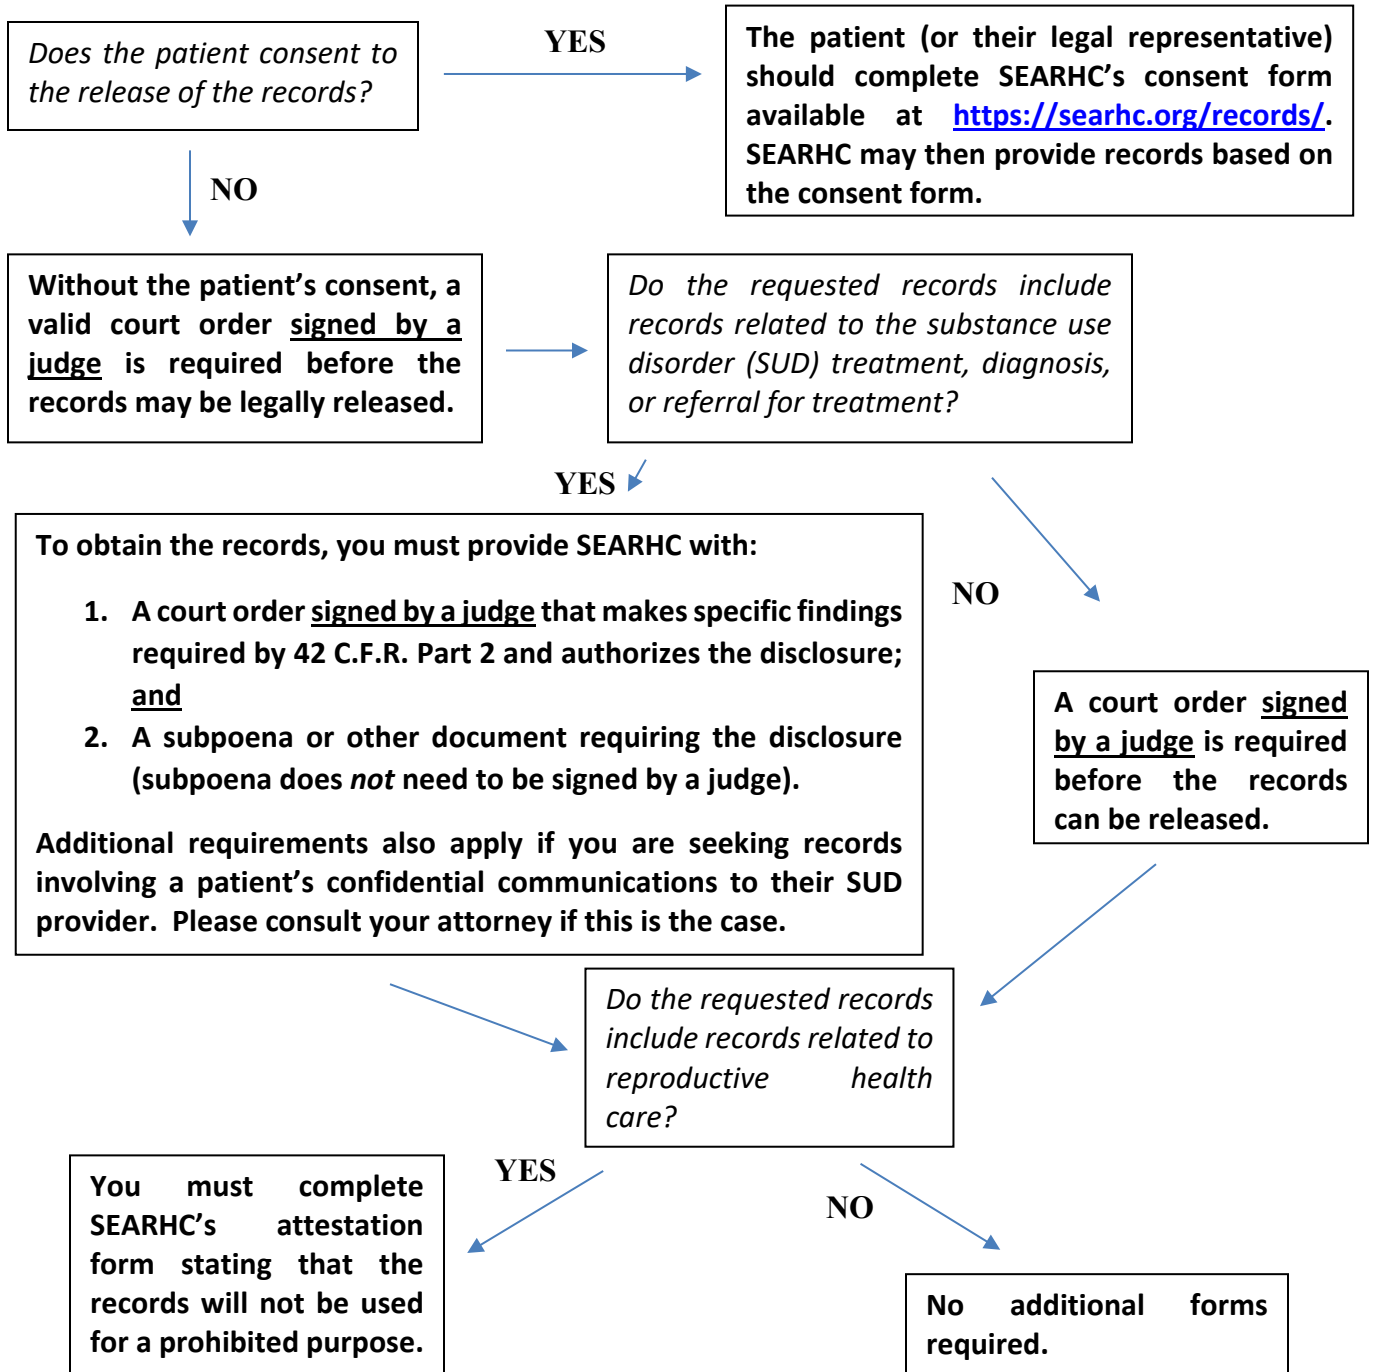 Does the patient consent to
the release of the records?
YES
The patient (or their legal representative)
should complete SEARHC’s consent form
available at https://searhc.org/records/.
SEARHC may then provide records based on
the consent form.
NO
Without the patient’s consent, a
valid court order signed by a
judge is required before the
records may be legally released.
Do the requested records include
records related to the substance use
disorder (SUD) treatment, diagnosis,
or referral for treatment?
YES
To obtain the records, you must provide SEARHC with:
1. A court order signed by a judge that makes specific findings
required by 42 C.F.R. Part 2 and authorizes the disclosure;
and
2. A subpoena or other document requiring the disclosure
(subpoena does not need to be signed by a judge).
Additional requirements also apply if you are seeking records
involving a patient’s confidential communications to their SUD
provider. Please consult your attorney if this is the case.
NO
A court order signed
by a judge is required
before the records
can be released.
Do the requested records
include records related to
reproductive health
care?
YES
You must complete
SEARHC’s attestation
form stating that the
records will not be used
for a prohibited purpose.
NO
No additional forms
required.